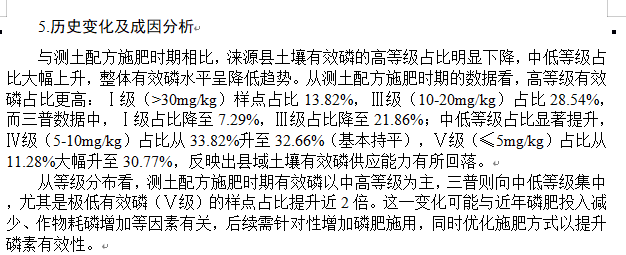 5.历史变化及成因分析
与测土配方施肥时期相比，涞源县土壤有效磷的高等级占比明显下降，中低等级占
比大幅上升，整体有效磷水平呈降低趋势。从测土配方施肥时期的数据看，高等级有效
磷占比更高：Ⅰ级（>30mg/kg）样点占比 13.82%，Ⅲ级（10-20mg/kg）占比 28.54%，
而三普数据中，Ⅰ级占比降至 7.29%，Ⅲ级占比降至 21.86%；中低等级占比显著提升，
Ⅳ级（5-10mg/kg）占比从 33.82%升至 32.66%（基本持平），Ⅴ级（≤5mg/kg）占比从
11.28%大幅升至 30.77%，反映出县域土壤有效磷供应能力有所回落。
从等级分布看，测土配方施肥时期有效磷以中高等级为主，三普则向中低等级集中
，尤其是极低有效磷（Ⅴ级）的样点占比提升近 2 倍。这一变化可能与近年磷肥投入减
少、作物耗磷增加等因素有关，后续需针对性增加磷肥施用，同时优化施肥方式以提升
磷素有效性。